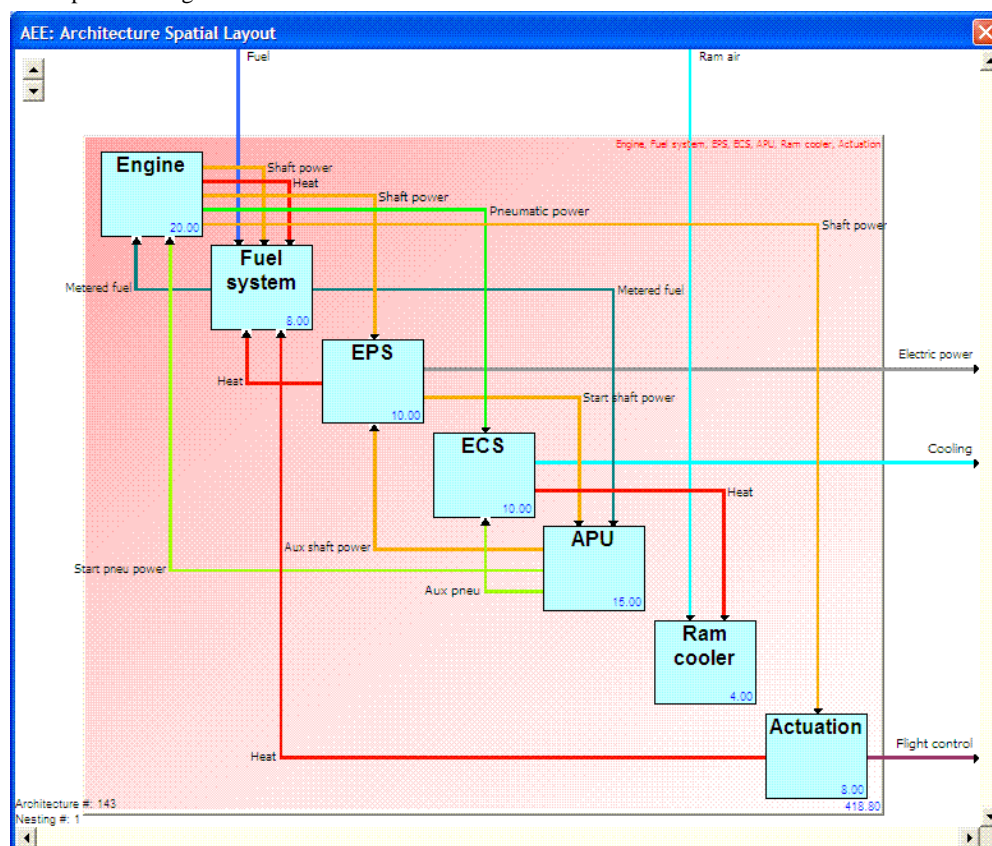 AEE: Architecture Spatial Layout
Fuel
Ram air
Engine, Fuel system, EPS, ECS, APU, Ram cooler, Actuation
Engine
20.00
Shaft power
Heat
Shaft power
Pneumatic power
Shaft power
Fuel
system
8.00
Metered fuel
Metered fuel
EPS
10.00
Electric power
Heat
Start shaft power
ECS
10.00
Cooling
Heat
APU
15.00
Aux shaft power
Start pneu power
Aux pneu
Ram
cooler
4.00
Actuation
8.00
Flight control
Heat
418.80
Architecture #: 143
Nesting #: 1